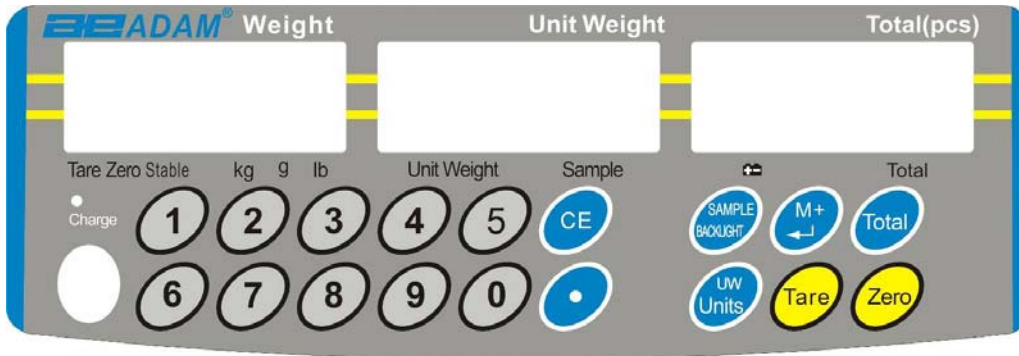 AE ADAM® Weight Unit Weight Total(pcs)
Tare Zero Stable kg g lb Unit Weight Sample Total
Charge
1 2 3 4 5 CE SAMPLE BACKLIGHT M+ Total
6 7 8 9 0 • UW Units Tare Zero